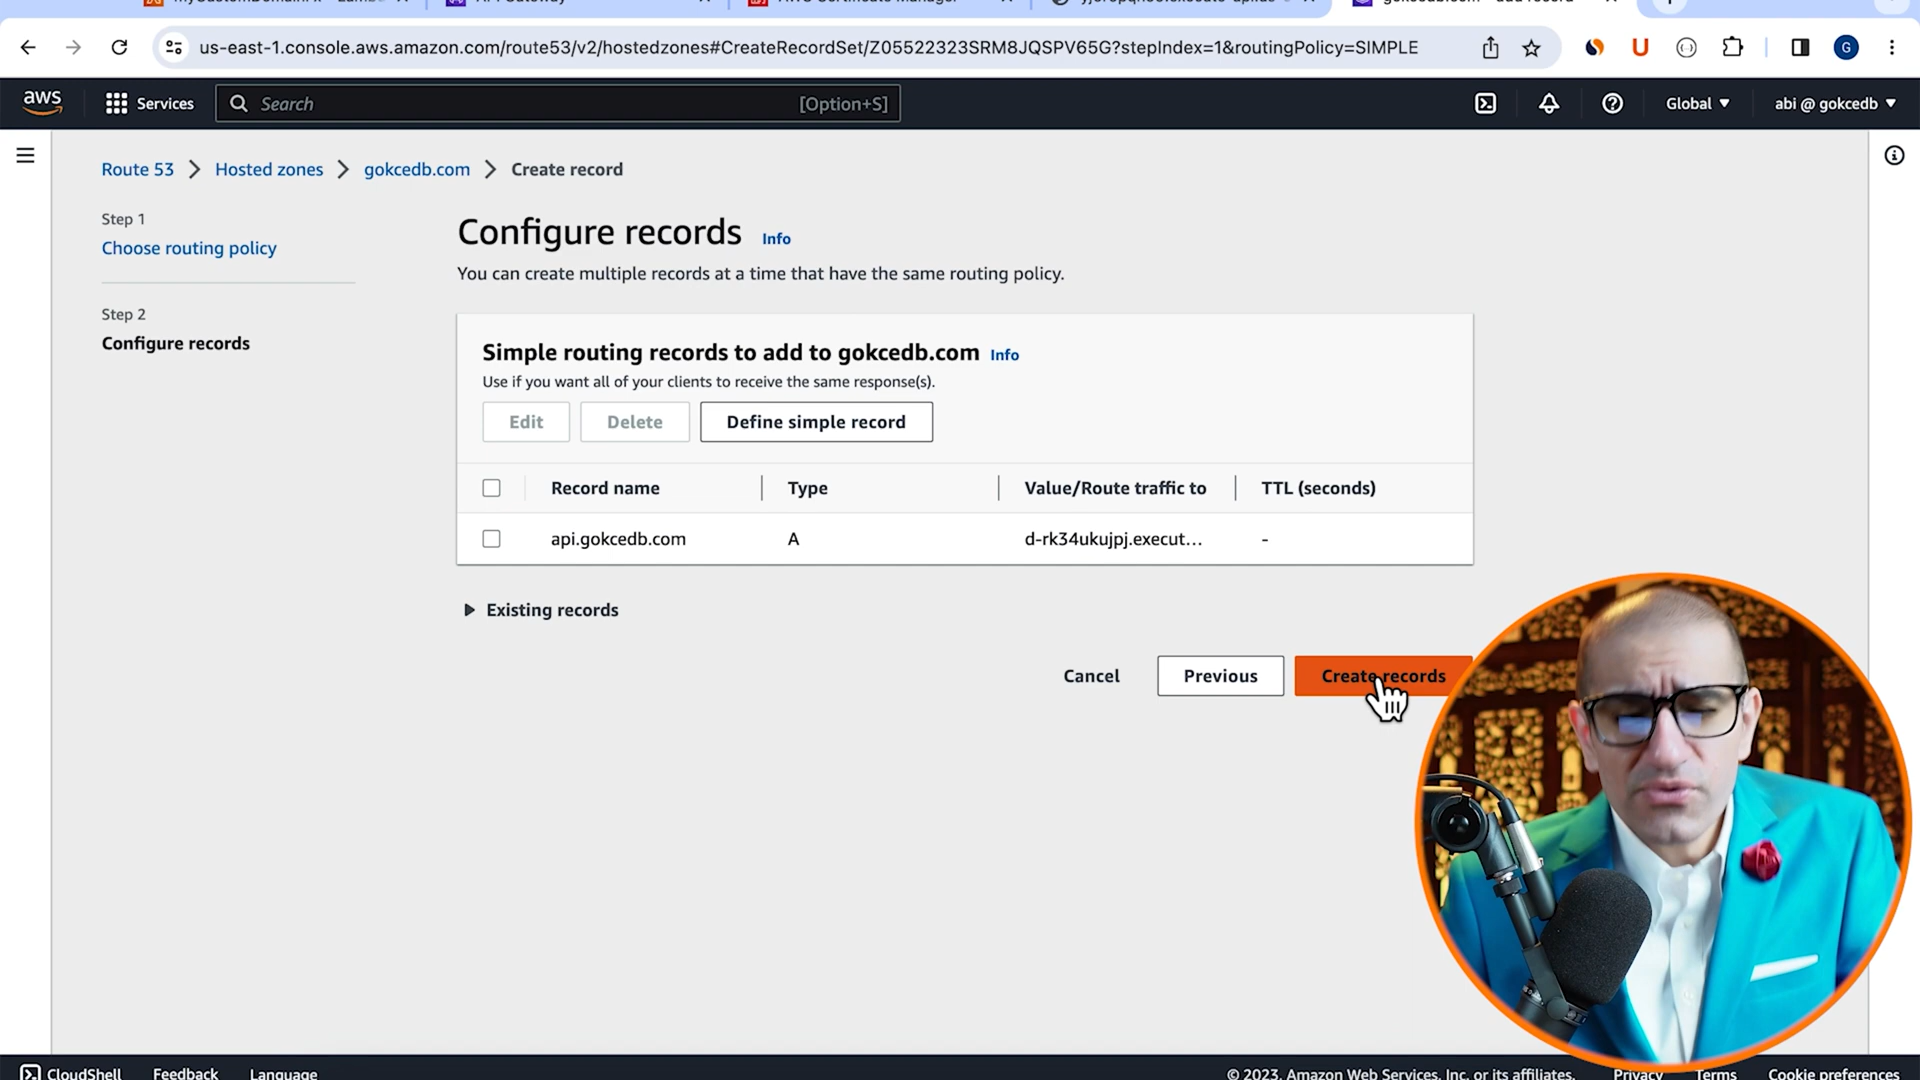 API Gateway
us-east-1.console.aws.amazon.com/route53/v2/hostedzones#CreateRecordSet/Z05522323SRM8JQSPV65G?stepIndex=1&routingPolicy=SIMPLE
G
aws
Services
Search
[Option+S]
Global
abi @ gokcedb
Route 53
Hosted zones
gokcedb.com
Create record
Step 1
Choose routing policy
Step 2
Configure records
Configure records
Info
You can create multiple records at a time that have the same routing policy.
Simple routing records to add to gokcedb.com
Info
Use if you want all of your clients to receive the same response(s).
Edit
Delete
Define simple record
Record name
Type
Value/Route traffic to
TTL (seconds)
api.gokcedb.com
A
d-rk34ukujpj.execut...
-
Existing records
Cancel
Previous
Create records
CloudShell
Feedback
Language
© 2023, Amazon Web Services, Inc. or its affiliates.
Privacy
Terms
Cookie preferences